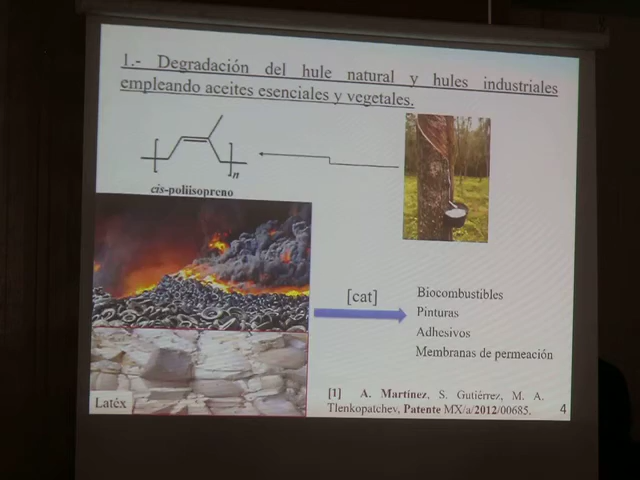 1.- Degradación del hule natural y hules industriales
empleando aceites esenciales y vegetales.
n
cis-poliisopreno
[cat]
Biocombustibles
Pinturas
Adhesivos
Membranas de permeación
Latéx
[1] A. Martínez, S. Gutiérrez, M. A.
Tlenkopatchev, Patente MX/a/2012/00685.
4